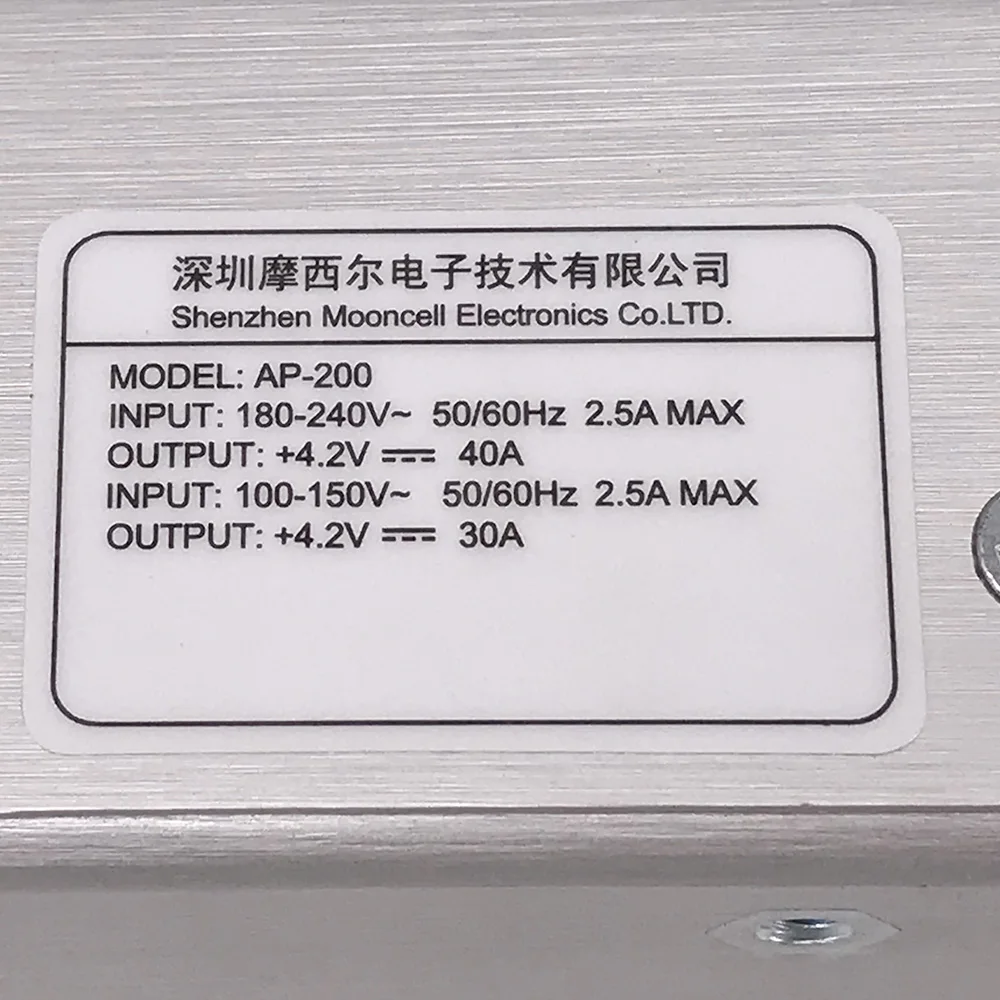 深圳摩西尔电子技术有限公司
Shenzhen Mooncell Electronics Co.LTD.
MODEL: AP-200
INPUT: 180-240V~ 50/60Hz 2.5A MAX
OUTPUT: +4.2V ⎓ 40A
INPUT: 100-150V~ 50/60Hz 2.5A MAX
OUTPUT: +4.2V ⎓ 30A